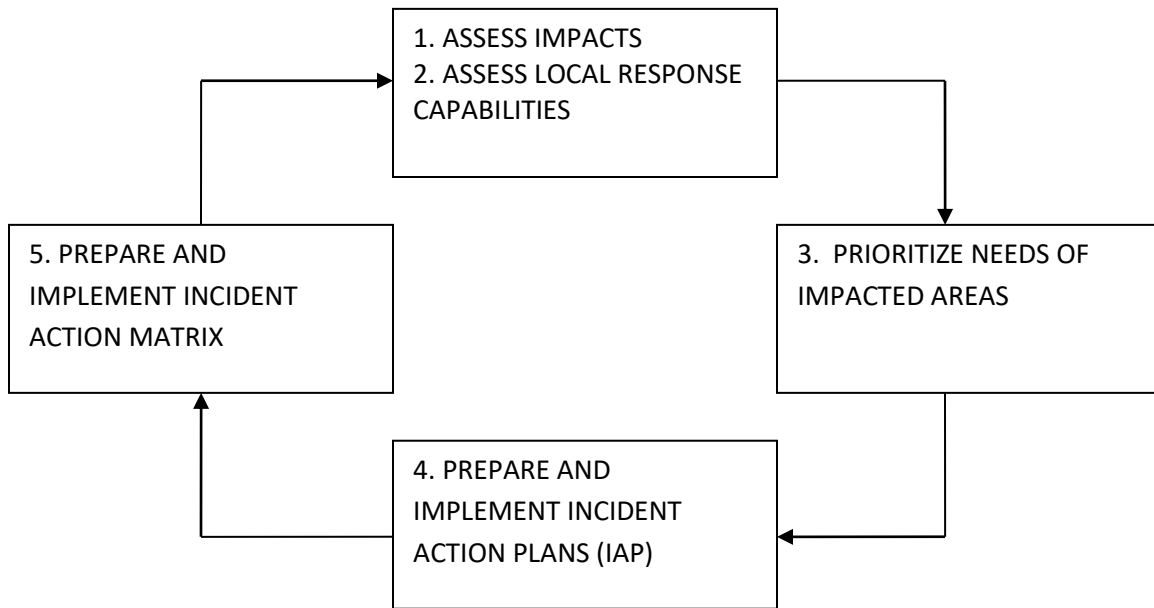 1. ASSESS IMPACTS
2. ASSESS LOCAL RESPONSE
CAPABILITIES
3.  PRIORITIZE NEEDS OF
IMPACTED AREAS
4. PREPARE AND
IMPLEMENT INCIDENT
ACTION PLANS (IAP)
5. PREPARE AND
IMPLEMENT INCIDENT
ACTION MATRIX